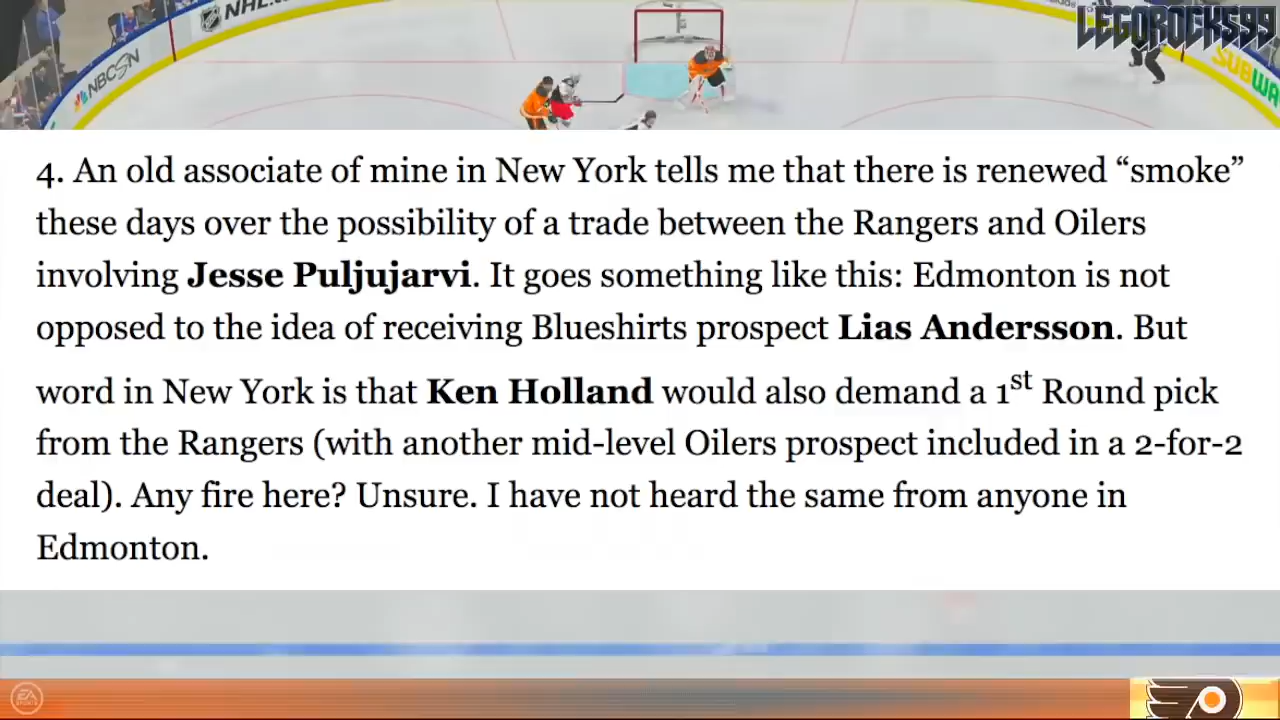 NHL.
LEGOROCKS99
NBCSN
SUBWA
4. An old associate of mine in New York tells me that there is renewed “smoke”
these days over the possibility of a trade between the Rangers and Oilers
involving Jesse Puljujarvi. It goes something like this: Edmonton is not
opposed to the idea of receiving Blueshirts prospect Lias Andersson. But
word in New York is that Ken Holland would also demand a 1st Round pick
from the Rangers (with another mid-level Oilers prospect included in a 2-for-2
deal). Any fire here? Unsure. I have not heard the same from anyone in
Edmonton.
EA
SPORTS